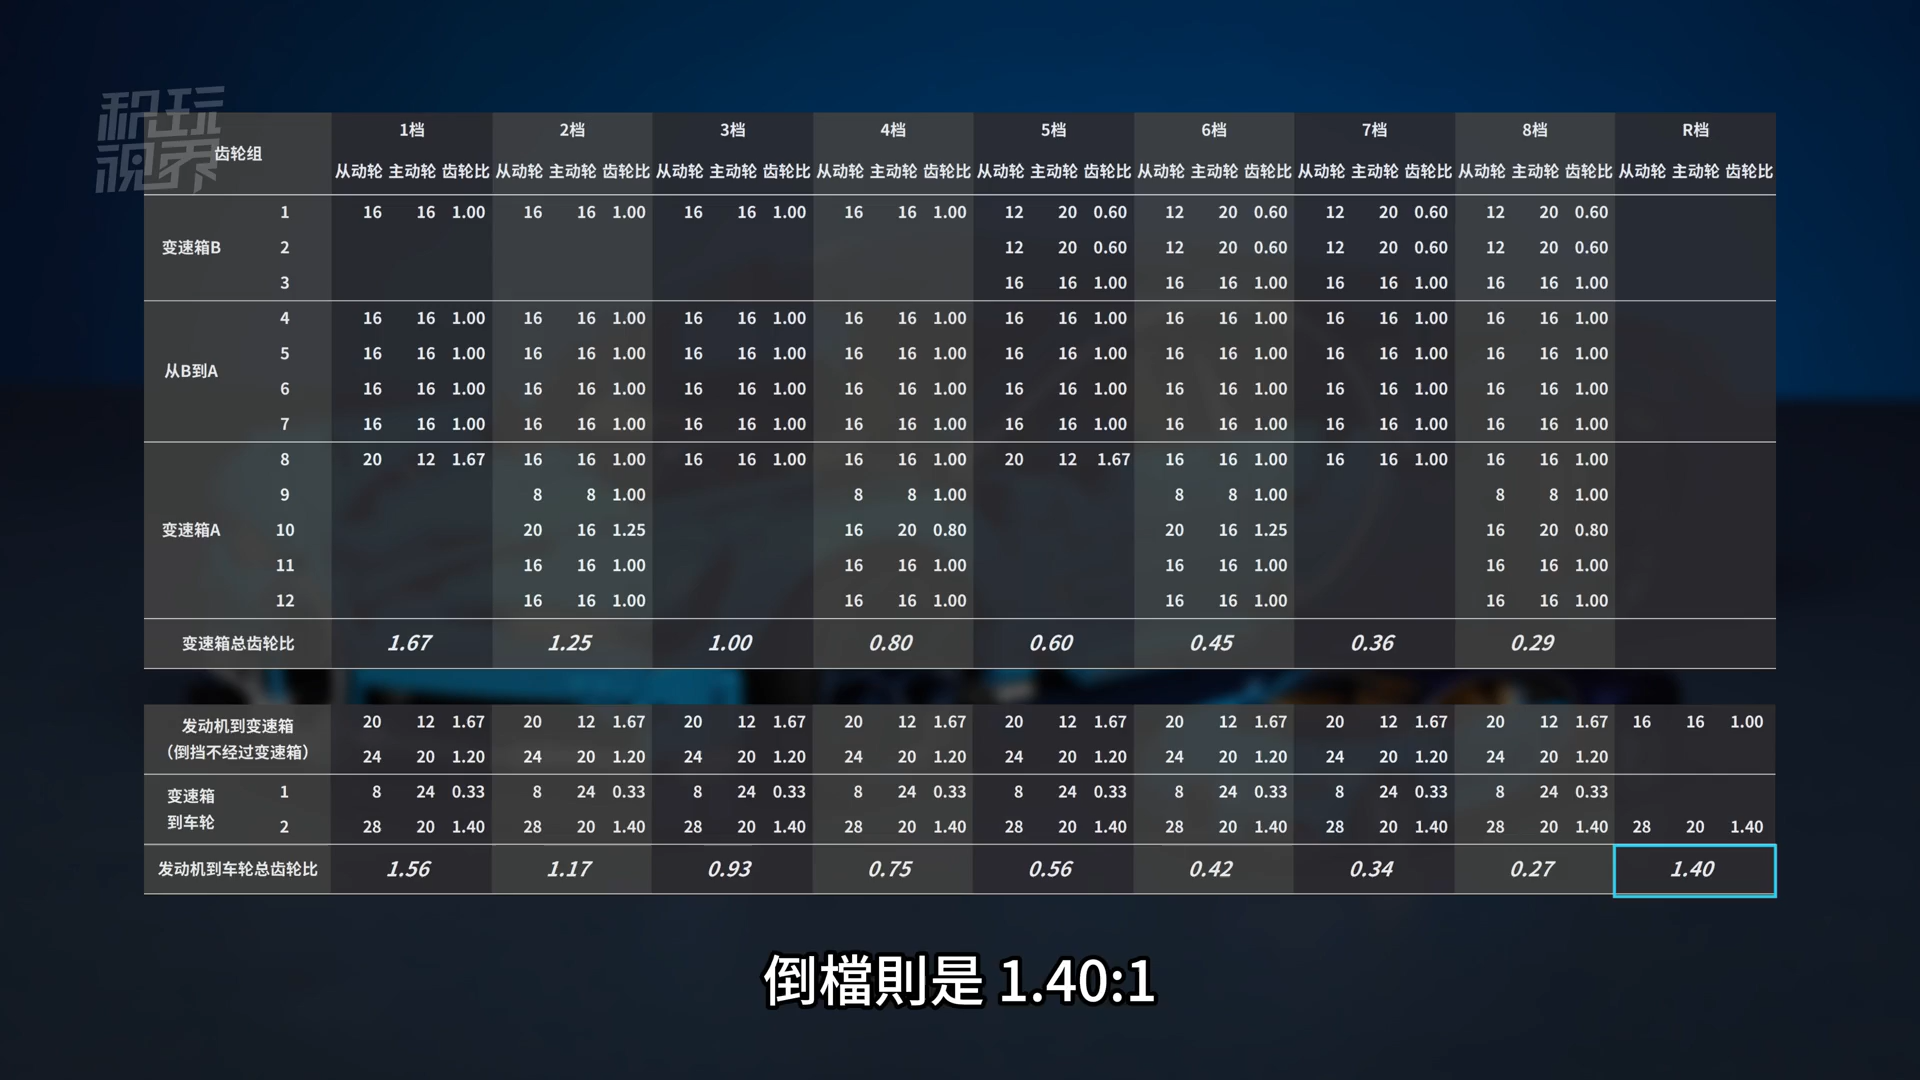 机玩
视界
齿轮组 1档 2档 3档 4档 5档 6档 7档 8档 R档
从动轮 主动轮 齿轮比 从动轮 主动轮 齿轮比 从动轮 主动轮 齿轮比 从动轮 主动轮 齿轮比 从动轮 主动轮 齿轮比 从动轮 主动轮 齿轮比 从动轮 主动轮 齿轮比 从动轮 主动轮 齿轮比 从动轮 主动轮 齿轮比
变速箱B
1 16 16 1.00 16 16 1.00 16 16 1.00 16 16 1.00 12 20 0.60 12 20 0.60 12 20 0.60 12 20 0.60
2 12 20 0.60 12 20 0.60 12 20 0.60 12 20 0.60
3 16 16 1.00 16 16 1.00 16 16 1.00 16 16 1.00
从B到A
4 16 16 1.00 16 16 1.00 16 16 1.00 16 16 1.00 16 16 1.00 16 16 1.00 16 16 1.00 16 16 1.00
5 16 16 1.00 16 16 1.00 16 16 1.00 16 16 1.00 16 16 1.00 16 16 1.00 16 16 1.00 16 16 1.00
6 16 16 1.00 16 16 1.00 16 16 1.00 16 16 1.00 16 16 1.00 16 16 1.00 16 16 1.00 16 16 1.00
7 16 16 1.00 16 16 1.00 16 16 1.00 16 16 1.00 16 16 1.00 16 16 1.00 16 16 1.00 16 16 1.00
变速箱A
8 20 12 1.67 16 16 1.00 16 16 1.00 16 16 1.00 20 12 1.67 16 16 1.00 16 16 1.00 16 16 1.00
9 8 8 1.00 8 8 1.00 8 8 1.00 8 8 1.00
10 20 16 1.25 16 20 0.80 20 16 1.25 16 20 0.80
11 16 16 1.00 16 16 1.00 16 16 1.00 16 16 1.00
12 16 16 1.00 16 16 1.00 16 16 1.00 16 16 1.00
变速箱总齿轮比 1.67 1.25 1.00 0.80 0.60 0.45 0.36 0.29
发动机到变速箱
（倒挡不经过变速箱）
20 12 1.67 20 12 1.67 20 12 1.67 20 12 1.67 20 12 1.67 20 12 1.67 20 12 1.67 20 12 1.67 16 16 1.00
24 20 1.20 24 20 1.20 24 20 1.20 24 20 1.20 24 20 1.20 24 20 1.20 24 20 1.20 24 20 1.20
变速箱
到车轮
1 8 24 0.33 8 24 0.33 8 24 0.33 8 24 0.33 8 24 0.33 8 24 0.33 8 24 0.33 8 24 0.33
2 28 20 1.40 28 20 1.40 28 20 1.40 28 20 1.40 28 20 1.40 28 20 1.40 28 20 1.40 28 20 1.40 28 20 1.40
发动机到车轮总齿轮比 1.56 1.17 0.93 0.75 0.56 0.42 0.34 0.27 1.40
倒檔則是 1.40:1